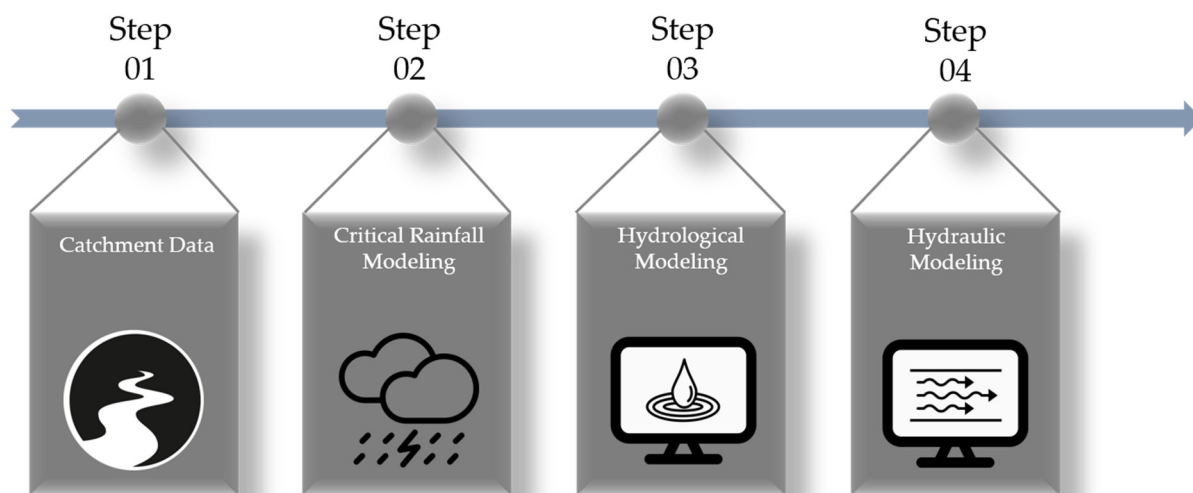 Step
01
Step
02
Step
03
Step
04
Catchment Data
Critical Rainfall
Modeling
Hydrological
Modeling
Hydraulic
Modeling